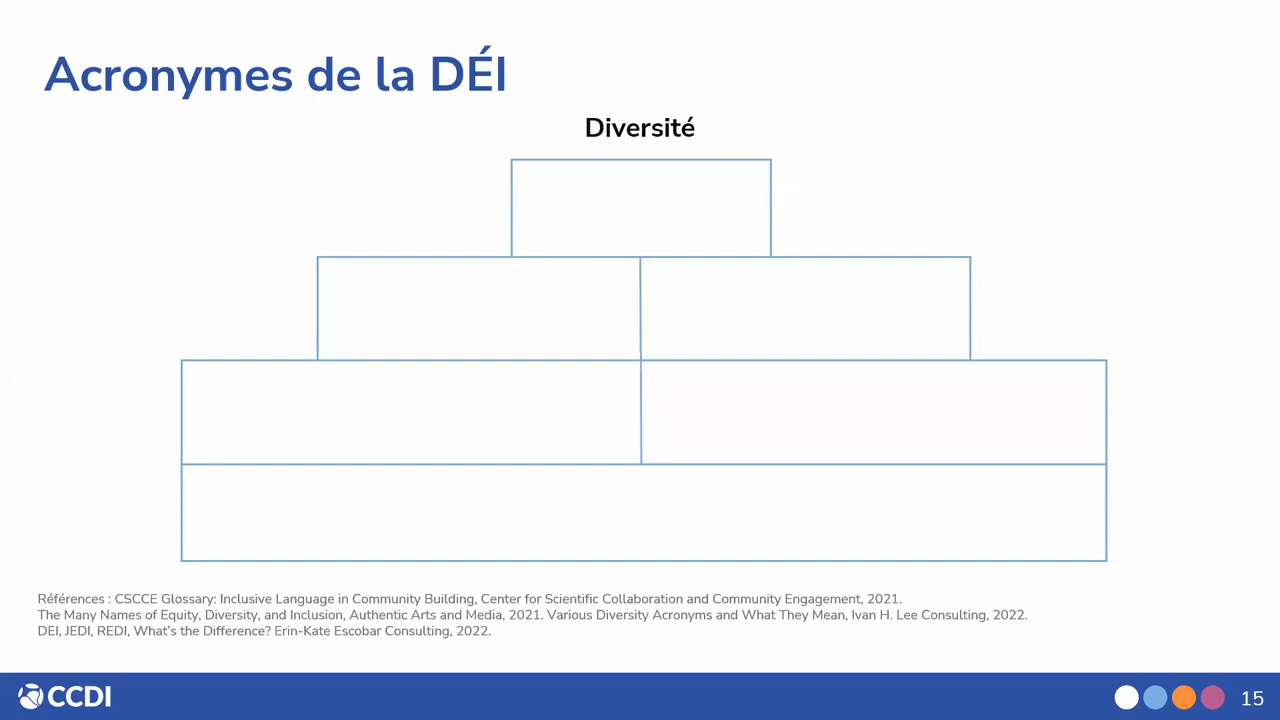 Acronymes de la DÉI
Diversité
Références : CSCCE Glossary: Inclusive Language in Community Building, Center for Scientific Collaboration and Community Engagement, 2021.
The Many Names of Equity, Diversity, and Inclusion, Authentic Arts and Media, 2021. Various Diversity Acronyms and What They Mean, Ivan H. Lee Consulting, 2022.
DEI, JEDI, REDI, What's the Difference? Erin-Kate Escobar Consulting, 2022.
CCDI
15